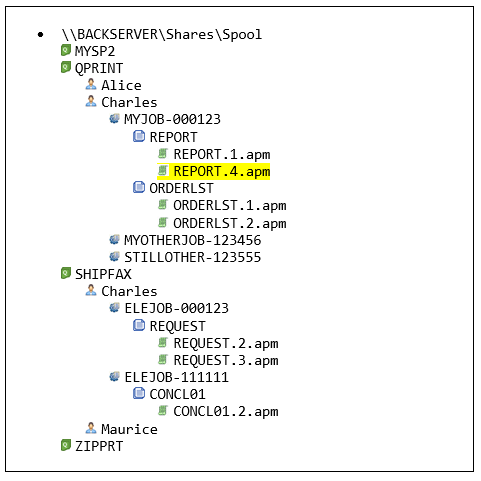 \\BACKSERVER\Shares\Spool
MYSP2
QPRINT
Alice
Charles
MYJOB-000123
REPORT
REPORT.1.apm
REPORT.4.apm
ORDERLST
ORDERLST.1.apm
ORDERLST.2.apm
MYOTHERJOB-123456
STILLOTHER-123555
SHIPFAX
Charles
ELEJOB-000123
REQUEST
REQUEST.2.apm
REQUEST.3.apm
ELEJOB-111111
CONCL01
CONCL01.2.apm
Maurice
ZIPPRT